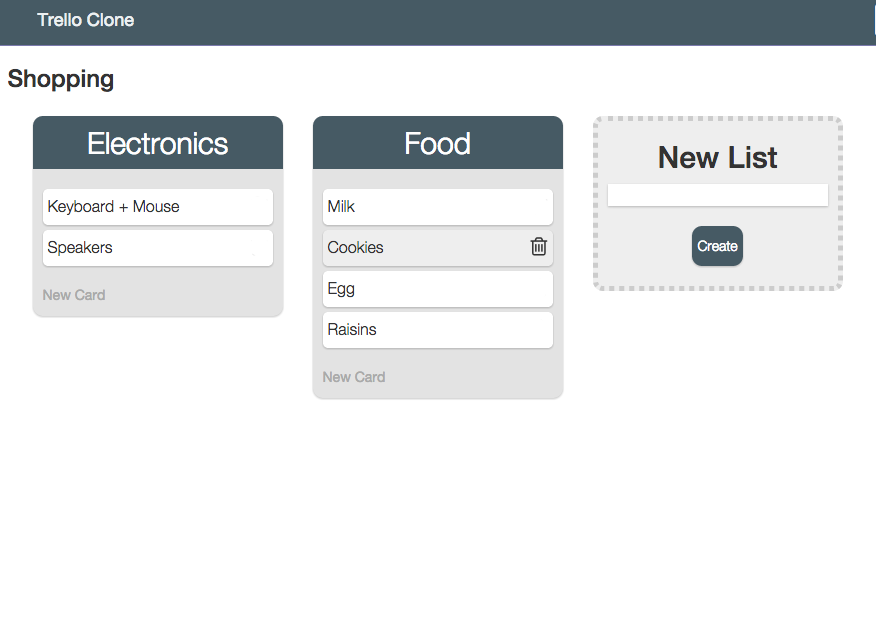 Trello Clone
Shopping
Electronics
Keyboard + Mouse
Speakers
New Card
Food
Milk
Cookies
Egg
Raisins
New Card
New List
Create